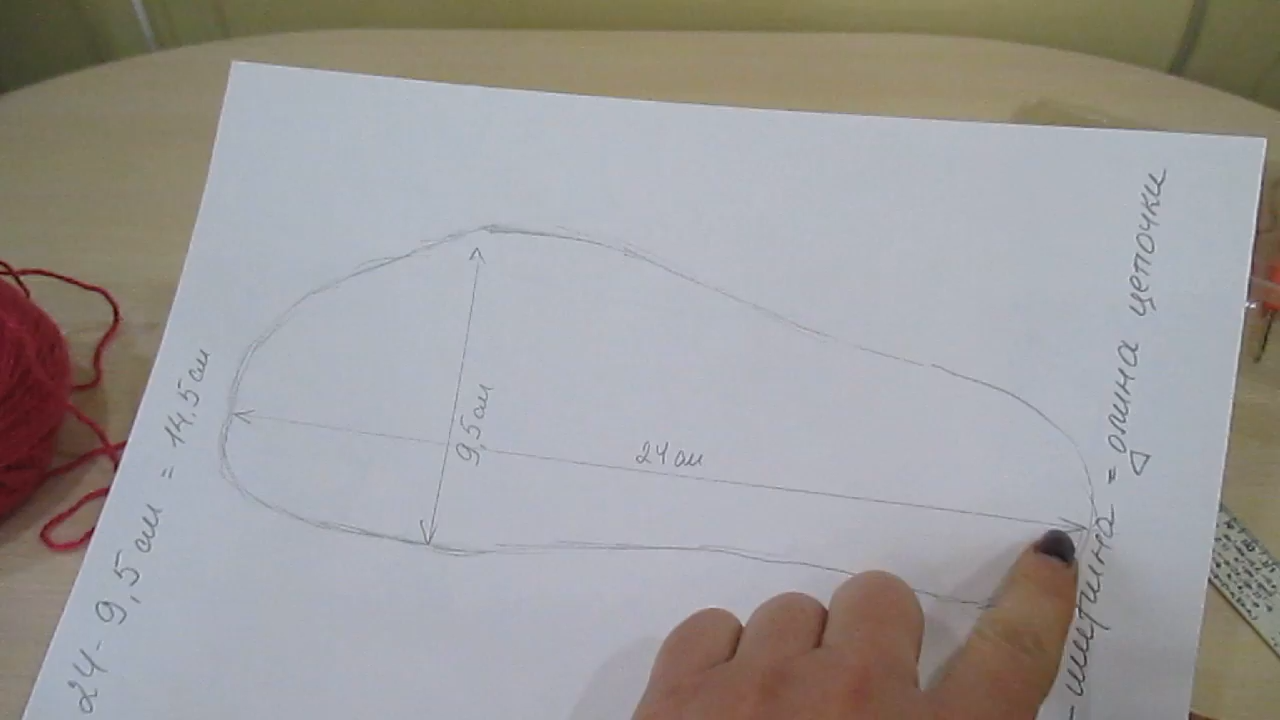 - ширина = длина цепочки
24 - 9,5 см = 14,5 см
9,5 см
24 см